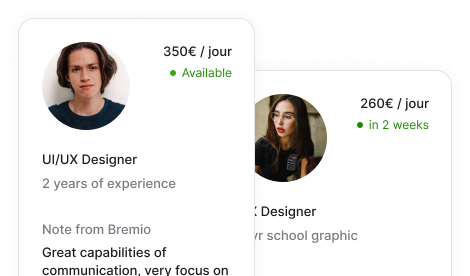 350€ / jour
Available
UI/UX Designer
2 years of experience
Note from Bremio
Great capabilities of
communication, very focus on
260€ / jour
in 2 weeks
Designer
school graphic